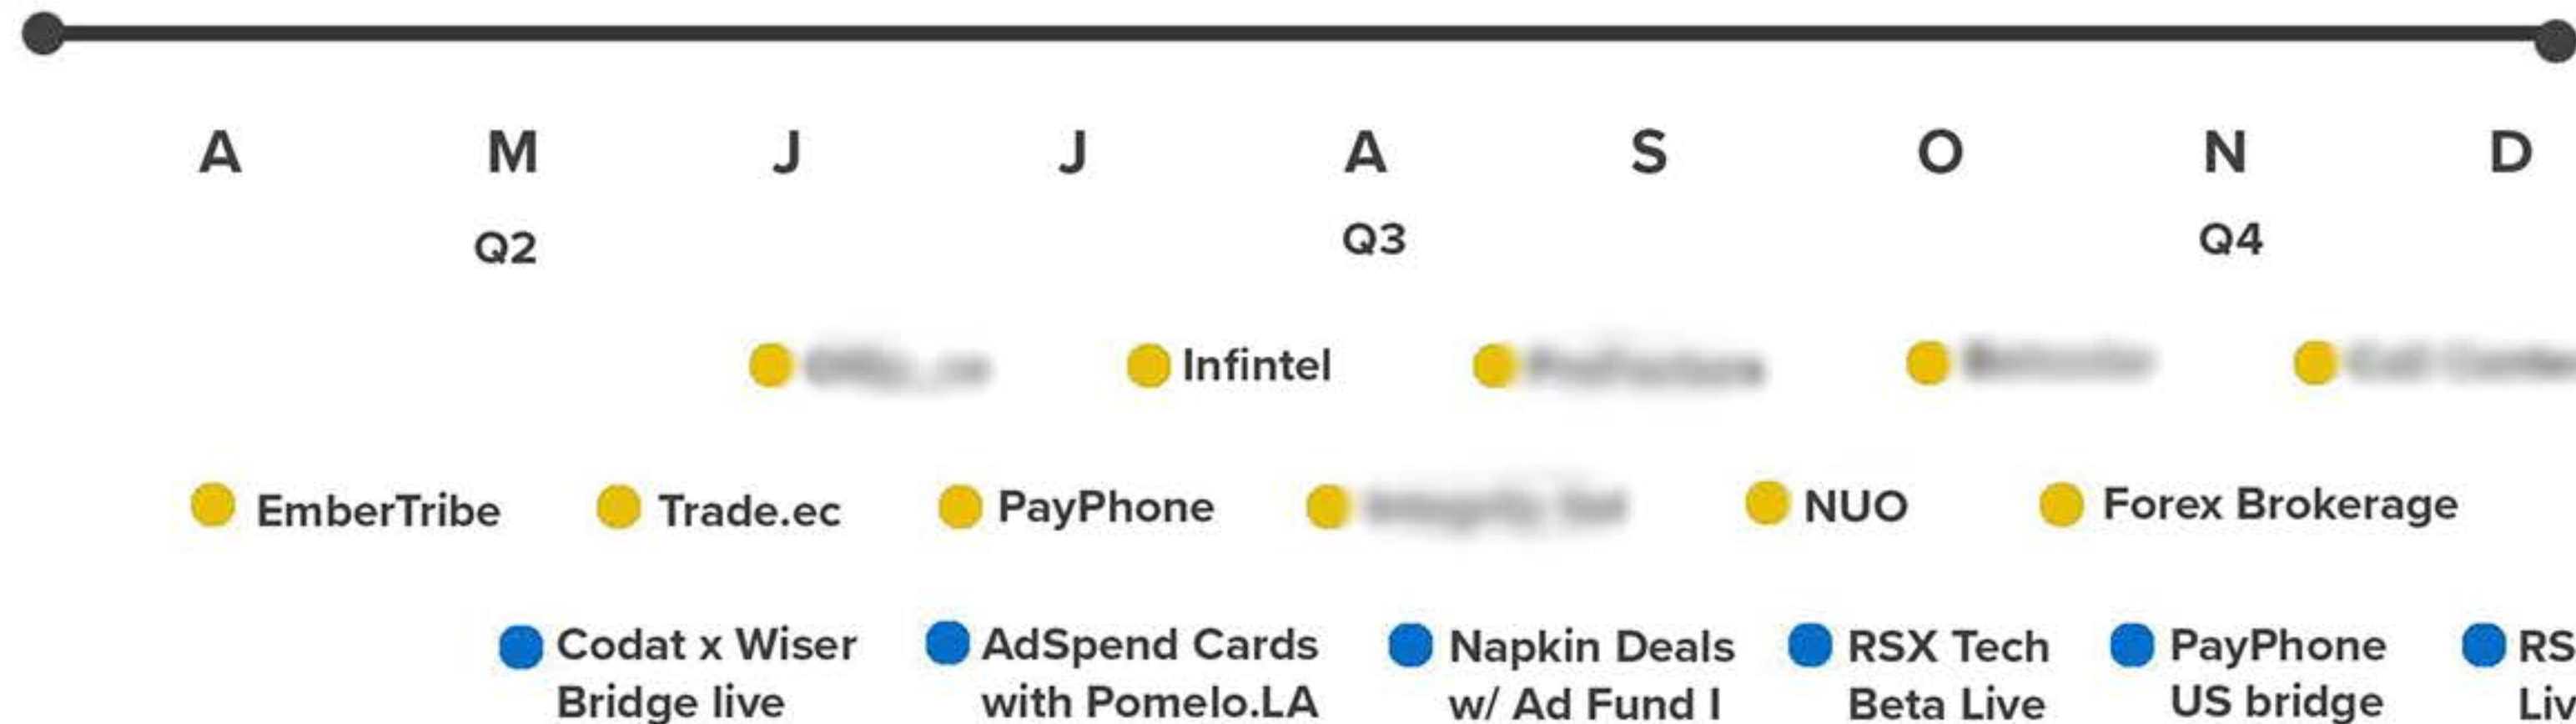 A M J J A S O N D
Q2 Q3 Q4
Infintel
EmberTribe Trade.ec PayPhone NUO Forex Brokerage
Codat x Wiser AdSpend Cards Napkin Deals RSX Tech PayPhone
Bridge live with Pomelo.LA w/ Ad Fund I Beta Live US bridge